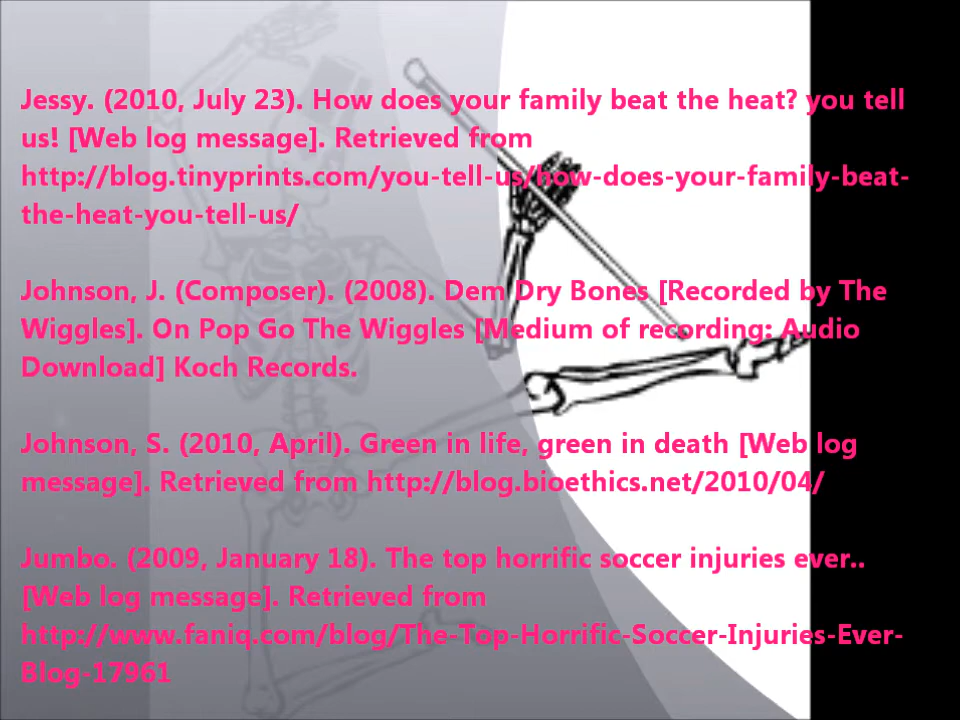 Jessy. (2010, July 23). How does your family beat the heat? you tell
us! [Web log message]. Retrieved from
http://blog.tinyprints.com/you-tell-us/how-does-your-family-beat-
the-heat-you-tell-us/
Johnson, J. (Composer). (2008). Dem Dry Bones [Recorded by The
Wiggles]. On Pop Go The Wiggles [Medium of recording: Audio
Download] Koch Records.
Johnson, S. (2010, April). Green in life, green in death [Web log
message]. Retrieved from http://blog.bioethics.net/2010/04/
Jumbo. (2009, January 18). The top horrific soccer injuries ever..
[Web log message]. Retrieved from
http://www.faniq.com/blog/The-Top-Horrific-Soccer-Injuries-Ever-
Blog-17961